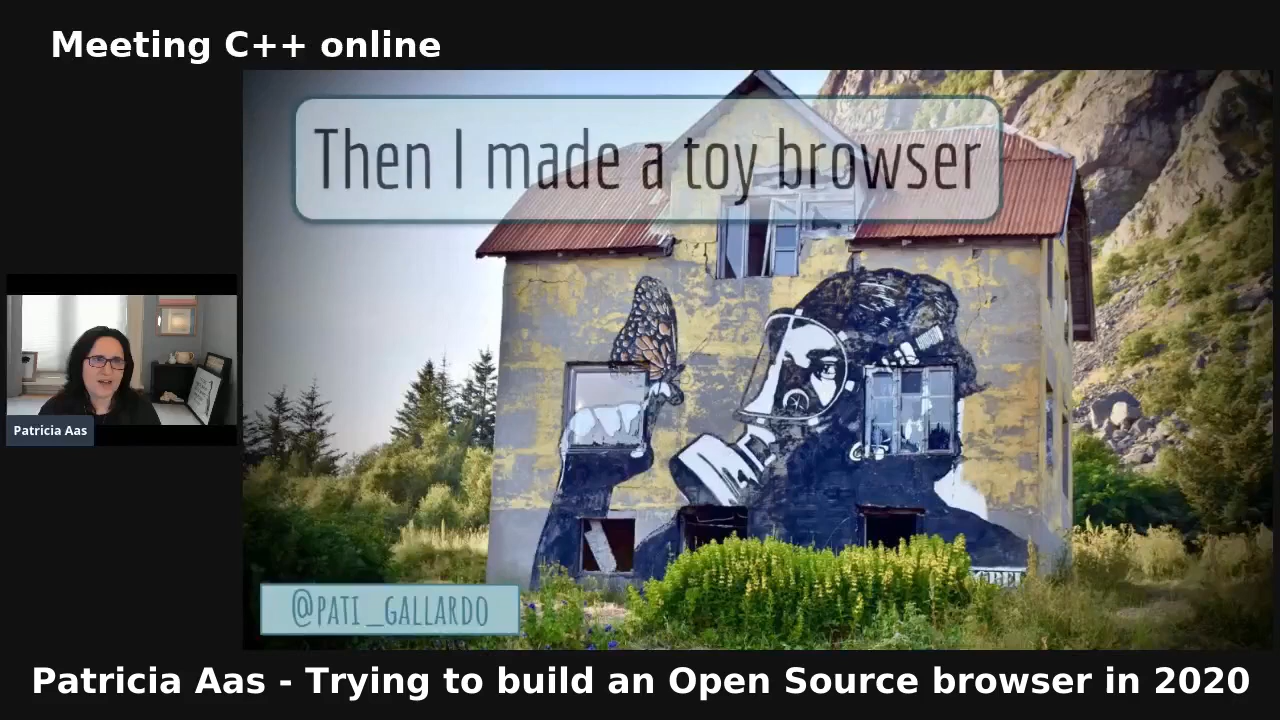 Meeting C++ online
Then I made a toy browser
Patricia Aas
@PATI_GALLARDO
Patricia Aas - Trying to build an Open Source browser in 2020